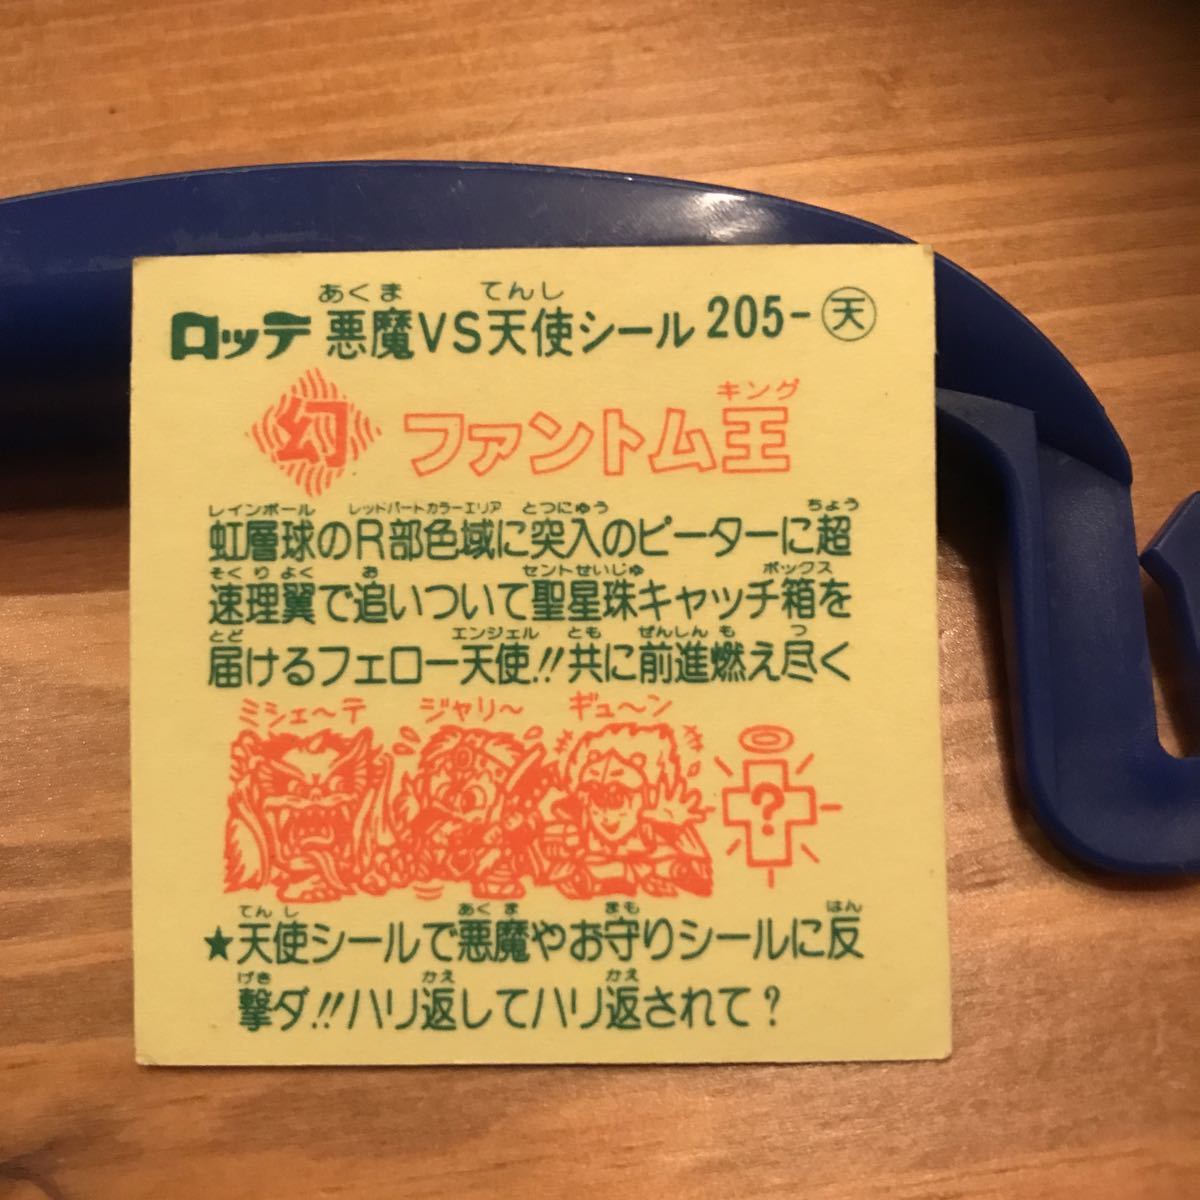 あくま てんし
ロッテ 悪魔VS天使シール 205-天
キング
幻 ファントム王
レインボール レッドパートカラーエリア とつにゅう ちょう
虹層球のR部色域に突入のピーターに超
そくりよく お セントせいじゅ ボックス
速理翼で追いついて聖星珠キャッチ箱を
とど エンジェル とも ぜんしん も つ
届けるフェロー天使!!共に前進燃え尽く
ミシェ〜テ ジャリ〜 ギュ〜ン
?
てんし あくま まも はん
★天使シールで悪魔やお守りシールに反
げき かえ かえ
撃ダ!!ハリ返してハリ返されて?